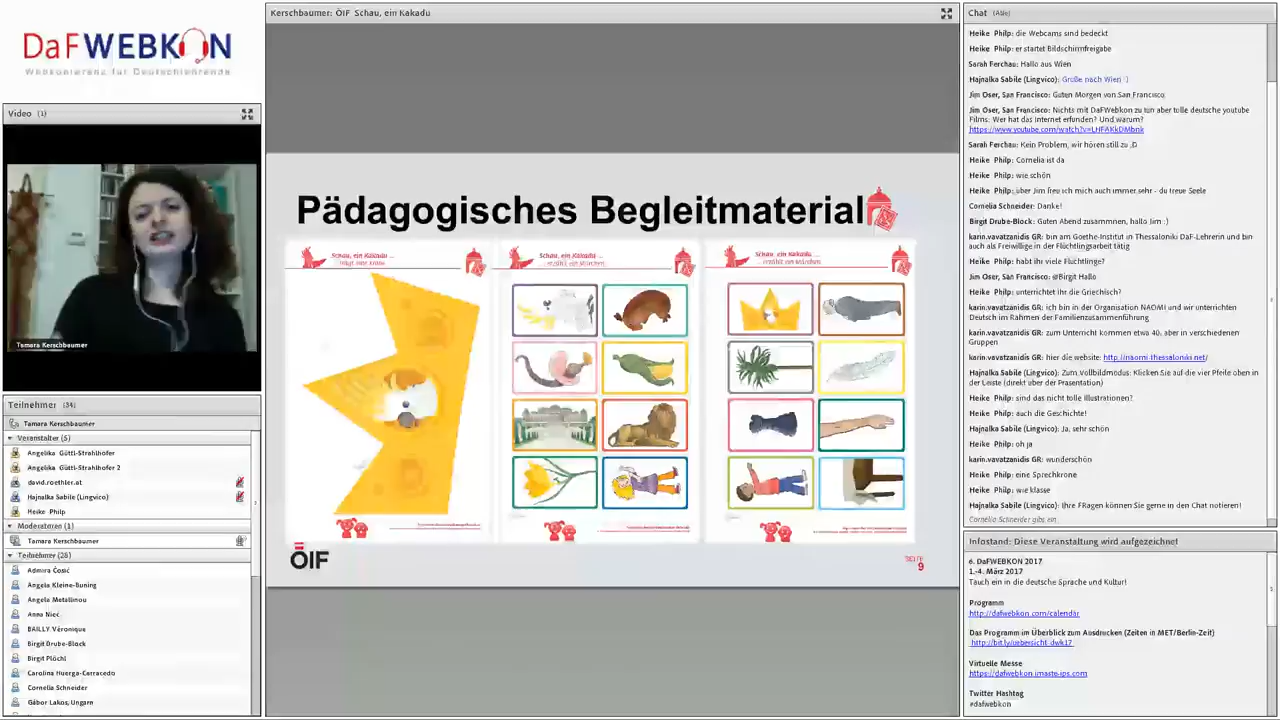 DaFWEBKON
Webkonferenz für Deutschlehrende
Video (1)
Tamara Kerschbaumer
Teilnehmer (34)
Tamara Kerschbaumer
Veranstalter (5)
Angelika Güttl-Strahlhofer
Angelika Güttl-Strahlhofer 2
david.roethler.at
Hajnalka Sabile (Lingvico)
Heike Philp
Moderatoren (1)
Tamara Kerschbaumer
Teilnehmer (28)
Admira Ćosić
Angela Kleine-Büning
Angela Metallinou
Anna Nieć
BAILLY Véronique
Birgit Drube-Block
Birgit Plöchl
Carolina Huerga-Cerracedo
Cornelia Schneider
Gábor Lakos, Ungarn
Kerschbaumer: ÖIF Schau, ein Kakadu
Pädagogisches Begleitmaterial
Schau, ein Kakadu ...
Schau, ein Kakadu ...
... erzählt ein Märchen
Schau, ein Kakadu ...
... erzählt ein Märchen
ÖIF
SEITE
9
Chat (Alle)
Heike Philp: die Webcams sind bedeckt
Heike Philp: er startet Bildschirmfreigabe
Sarah Ferchau: Hallo aus Wien
Hajnalka Sabile (Lingvico): Grüße nach Wien :)
Jim Oser, San Francisco: Guten Morgen von San Francisco
Jim Oser, San Francisco: Nichts mit DaFWebkon zu tun aber tolle deutsche youtube
Films: Wer hat das Internet erfunden? Und warum?
Sarah Ferchau: Kein Problem, wir hören still zu ;D
Heike Philp: Cornelia ist da
Heike Philp: wie schön
Heike Philp: über Jim freu ich mich auch immer sehr - du treue Seele
Cornelia Schneider: Danke!
Birgit Drube-Block: Guten Abend zusammnen, hallo Jim :)
karin.vavatzanidis GR: bin am Goethe-Institut in Thessaloniki DaF-Lehrerin und bin
auch als Freiwillige in der Flüchtlingsarbeit tätig
Heike Philp: habt ihr viele Flüchtlinge?
Jim Oser, San Francisco: @Birgit Hallo
Heike Philp: unterrichtet ihr die Griechisch?
karin.vavatzanidis GR: ich bin in der Organisation NAOMI und wir unterrichten
Deutsch im Rahmen der Familienzusammenführung
karin.vavatzanidis GR: zum Unterricht kommen etwa 40, aber in verschiedenen
Gruppen
karin.vavatzanidis GR: hier die website: http://naomi-thessaloniki.net/
Hajnalka Sabile (Lingvico): Zum Vollbildmodus: Klicken Sie auf die vier Pfeile oben in
der Leiste (direkt über der Präsentation)
Heike Philp: sind das nicht tolle Illustrationen?
Heike Philp: auch die Geschichte!
Hajnalka Sabile (Lingvico): Ja, sehr schön
Heike Philp: oh ja
karin.vavatzanidis GR: wunderschön
Heike Philp: eine Sprechkrone
Heike Philp: wie klasse
Hajnalka Sabile (Lingvico): Ihre FRagen können Sie gerne in den Chat notieren!
Cornelia Schneider gibt ein...
Infostand: Diese Veranstaltung wird aufgezeichnet
6. DaFWEBKON 2017
1.-4. März 2017
Tauch ein in die deutsche Sprache und Kultur!
Programm
http://dafwebkon.com/calendar
Das Programm im Überblick zum Ausdrucken (Zeiten in MET/Berlin-Zeit)
http://bit.ly/uebersicht_dwk17
Virtuelle Messe
https://dafwebkon.imaste-ips.com
Twitter Hashtag
#dafwebkon